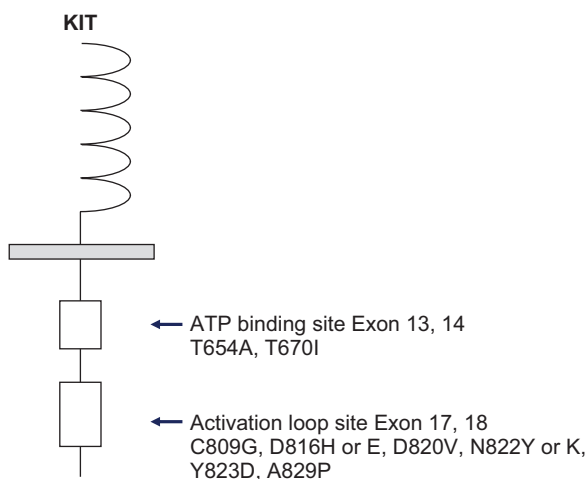 KIT
ATP binding site Exon 13, 14
T654A, T670I
Activation loop site Exon 17, 18
C809G, D816H or E, D820V, N822Y or K,
Y823D, A829P